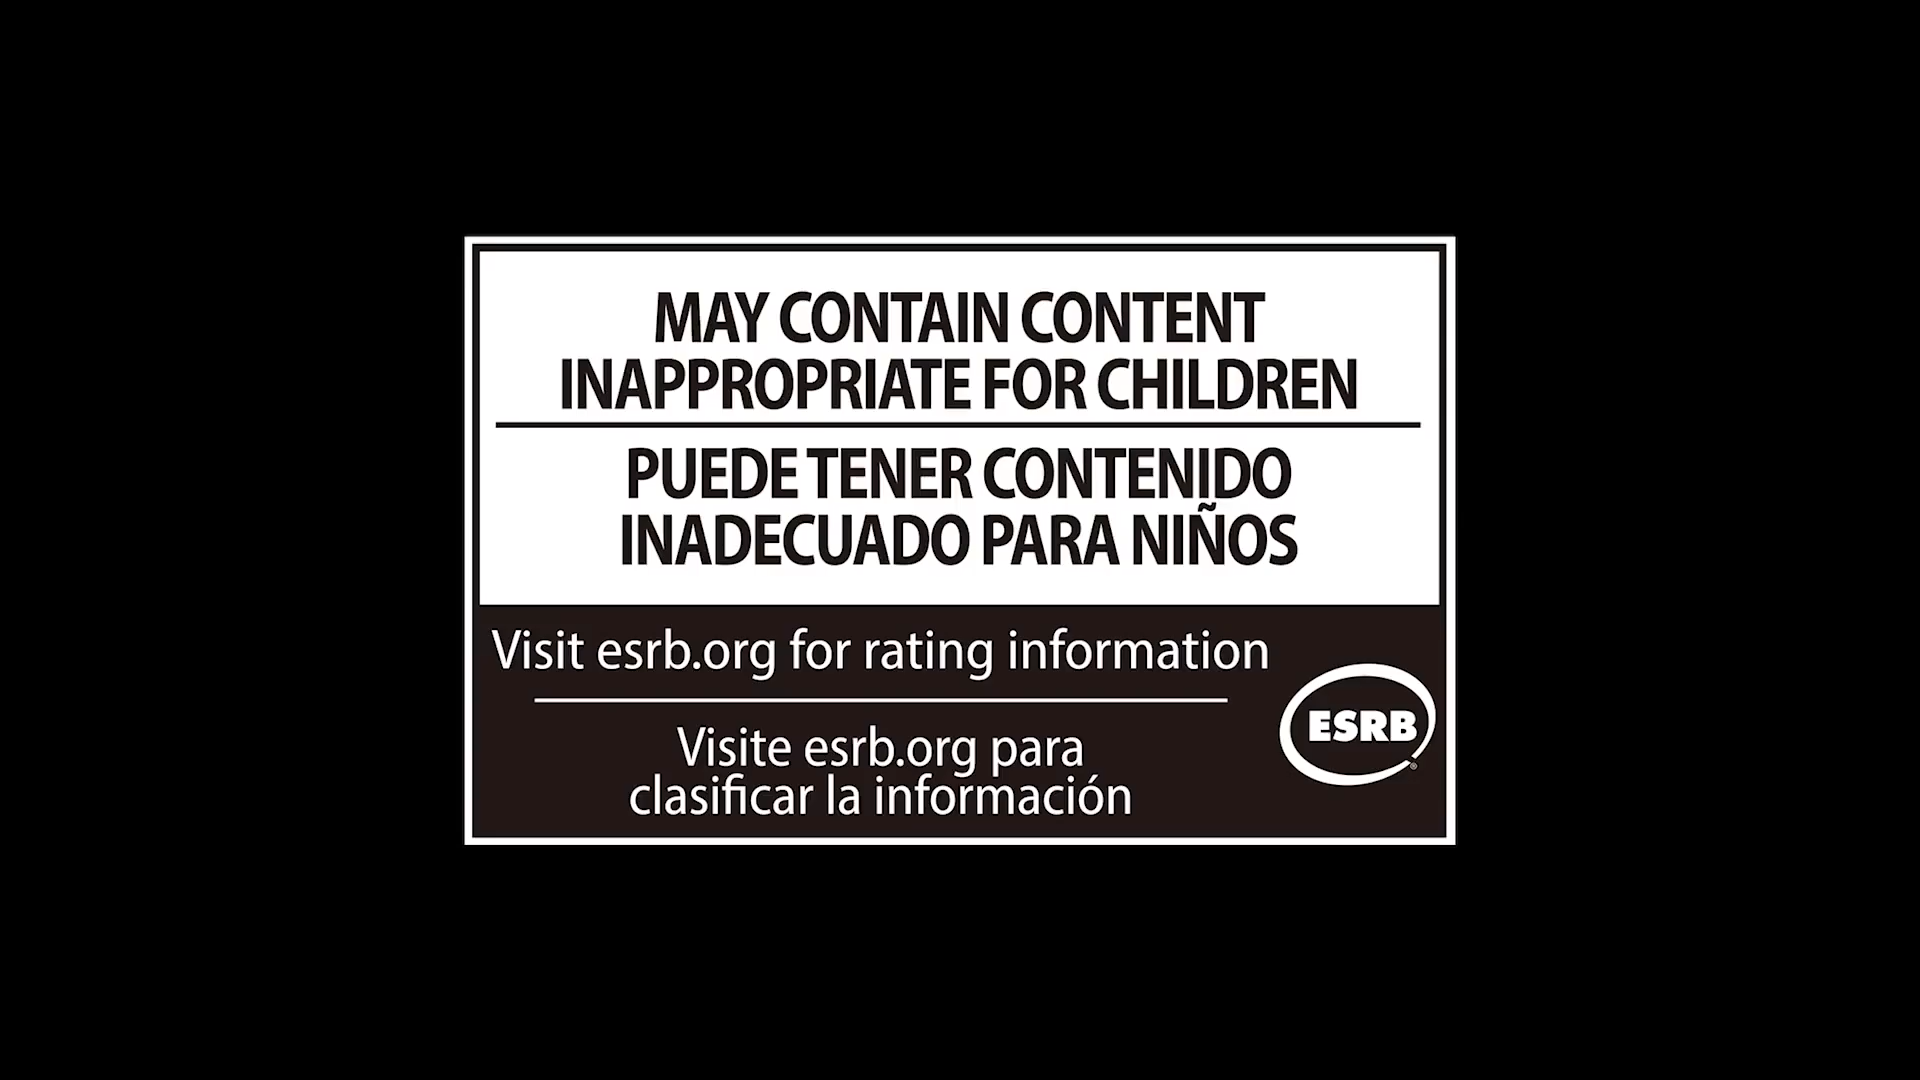 MAY CONTAIN CONTENT
INAPPROPRIATE FOR CHILDREN
PUEDE TENER CONTENIDO
INADECUADO PARA NIÑOS
Visit esrb.org for rating information
Visite esrb.org para
clasificar la información
ESRB
®